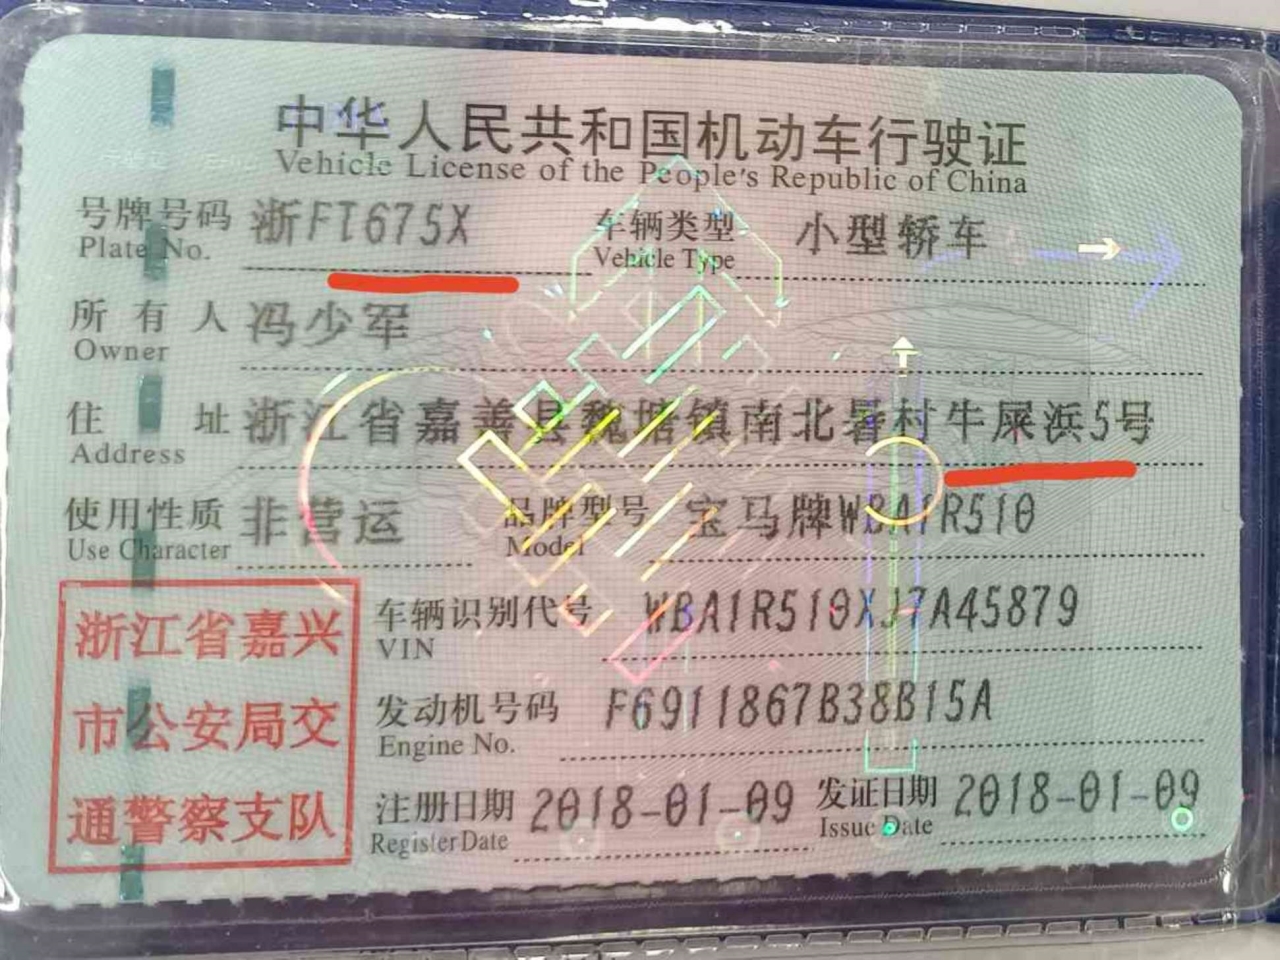 中华人民共和国机动车行驶证
Vehicle License of the People's Republic of China
号牌号码 浙FT675X 车辆类型 小型轿车
Plate No. Vehicle Type
所有人 冯少军
Owner
住址 浙江省嘉善县魏塘镇南北暑村牛屎浜5号
Address
使用性质 非营运 品牌型号 宝马牌WBA1R510
Use Character Model
浙江省嘉兴
市公安局交
通警察支队
车辆识别代号 WBA1R510XJ7A45879
VIN
发动机号码 F6911867B38B15A
Engine No.
注册日期 2018-01-09 发证日期 2018-01-09
Register Date Issue Date